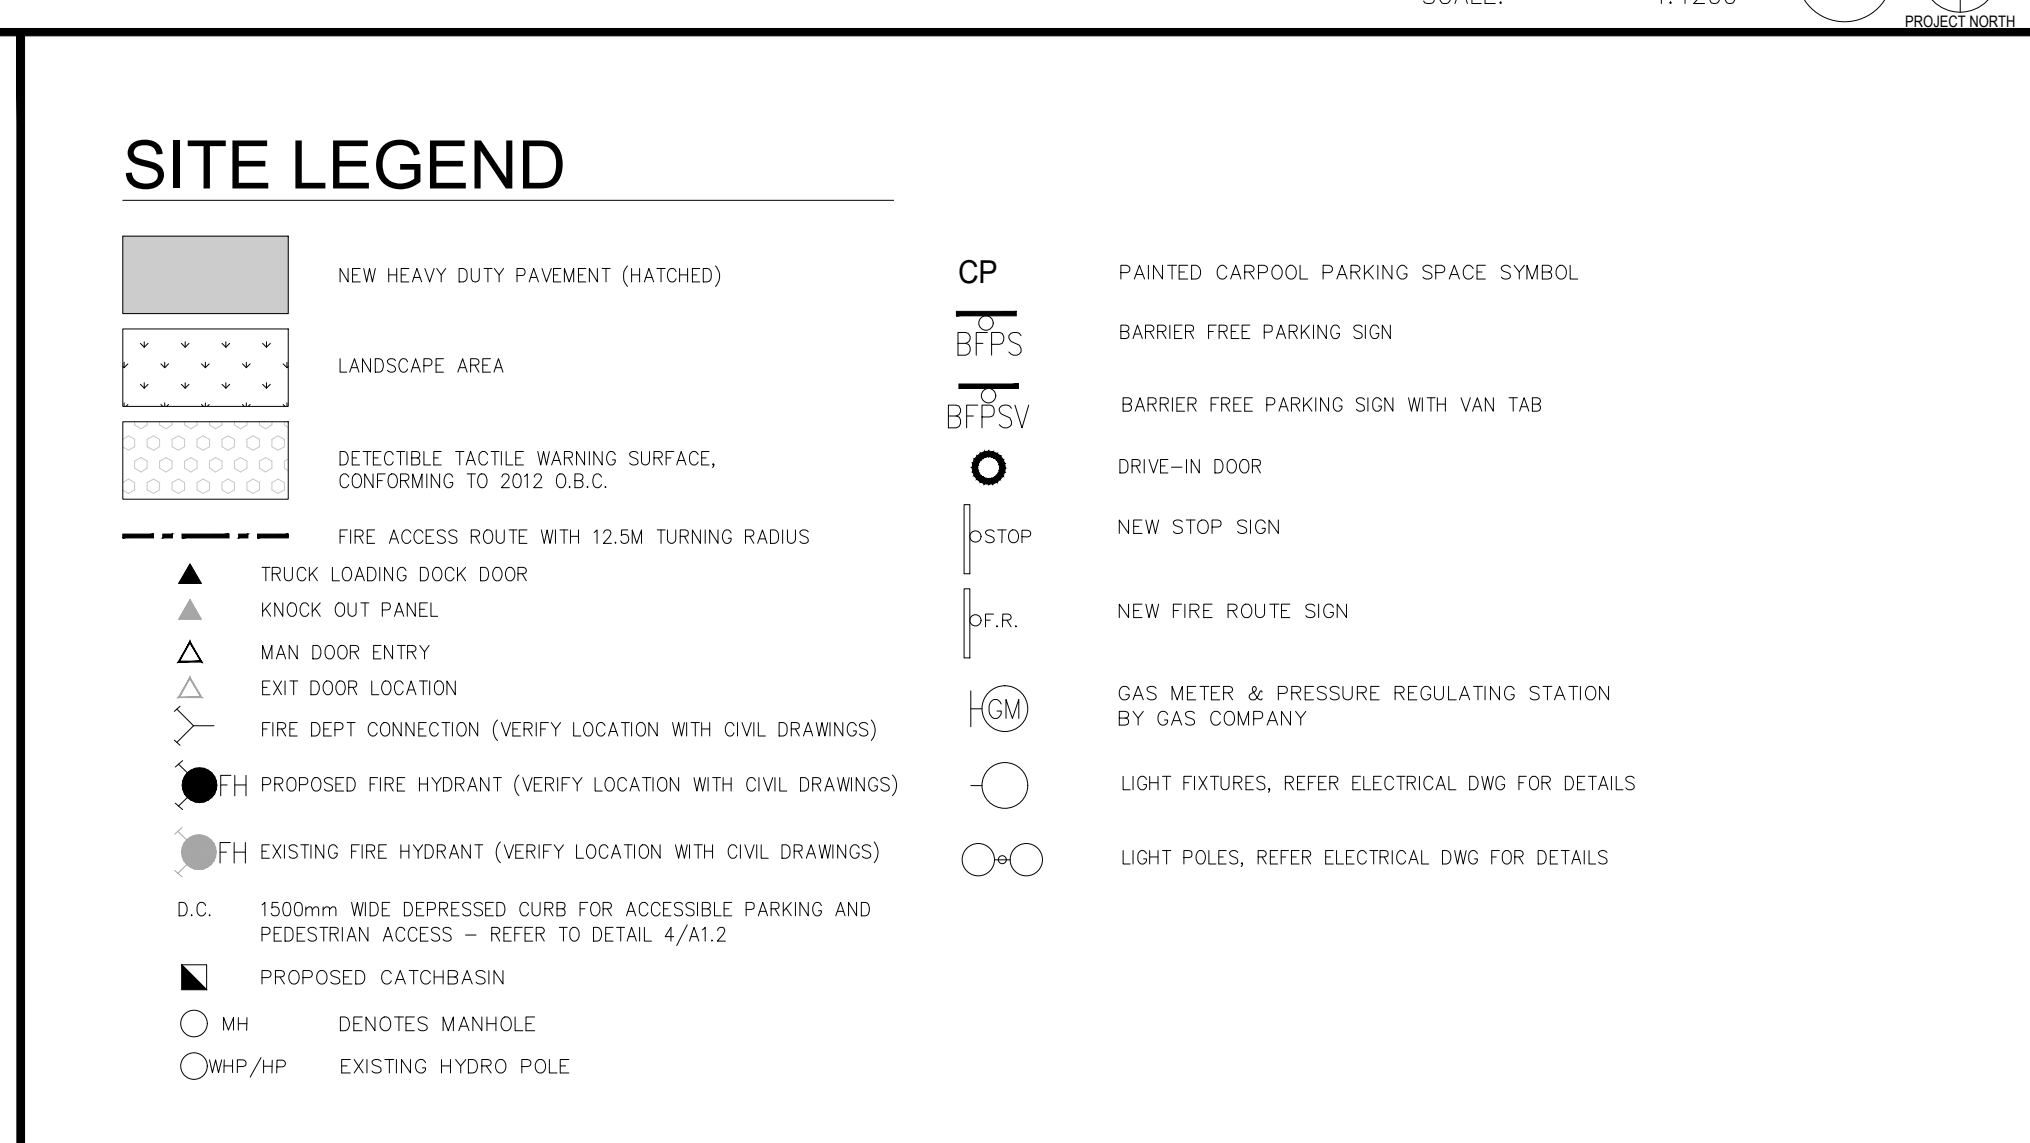 PROJECT NORTH
SITE LEGEND
NEW HEAVY DUTY PAVEMENT (HATCHED)
LANDSCAPE AREA
DETECTIBLE TACTILE WARNING SURFACE,
CONFORMING TO 2012 O.B.C.
FIRE ACCESS ROUTE WITH 12.5M TURNING RADIUS
TRUCK LOADING DOCK DOOR
KNOCK OUT PANEL
MAN DOOR ENTRY
EXIT DOOR LOCATION
FIRE DEPT CONNECTION (VERIFY LOCATION WITH CIVIL DRAWINGS)
FH PROPOSED FIRE HYDRANT (VERIFY LOCATION WITH CIVIL DRAWINGS)
FH EXISTING FIRE HYDRANT (VERIFY LOCATION WITH CIVIL DRAWINGS)
D.C. 1500mm WIDE DEPRESSED CURB FOR ACCESSIBLE PARKING AND
PEDESTRIAN ACCESS – REFER TO DETAIL 4/A1.2
PROPOSED CATCHBASIN
MH DENOTES MANHOLE
WHP/HP EXISTING HYDRO POLE
CP PAINTED CARPOOL PARKING SPACE SYMBOL
BFPS BARRIER FREE PARKING SIGN
BFPSV BARRIER FREE PARKING SIGN WITH VAN TAB
DRIVE–IN DOOR
STOP NEW STOP SIGN
F.R. NEW FIRE ROUTE SIGN
GM GAS METER & PRESSURE REGULATING STATION
BY GAS COMPANY
LIGHT FIXTURES, REFER ELECTRICAL DWG FOR DETAILS
LIGHT POLES, REFER ELECTRICAL DWG FOR DETAILS